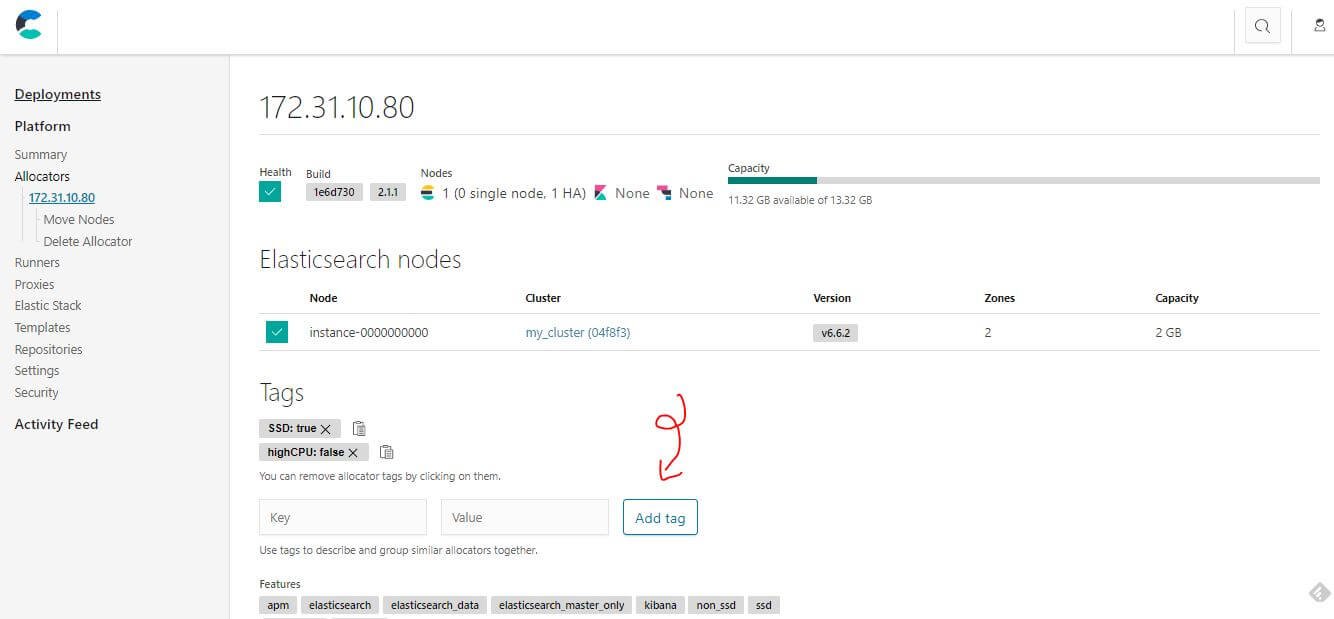 Deployments
Platform
Summary
Allocators
172.31.10.80
Move Nodes
Delete Allocator
Runners
Proxies
Elastic Stack
Templates
Repositories
Settings
Security
Activity Feed
172.31.10.80
Health Build Nodes Capacity
1e6d730 2.1.1 1 (0 single node, 1 HA) None None
11.32 GB available of 13.32 GB
Elasticsearch nodes
Node Cluster Version Zones Capacity
instance-0000000000 my_cluster (04f8f3) v6.6.2 2 2 GB
Tags
SSD: true
highCPU: false
You can remove allocator tags by clicking on them.
Key Value Add tag
Use tags to describe and group similar allocators together.
Features
apm elasticsearch elasticsearch_data elasticsearch_master_only kibana non_ssd ssd